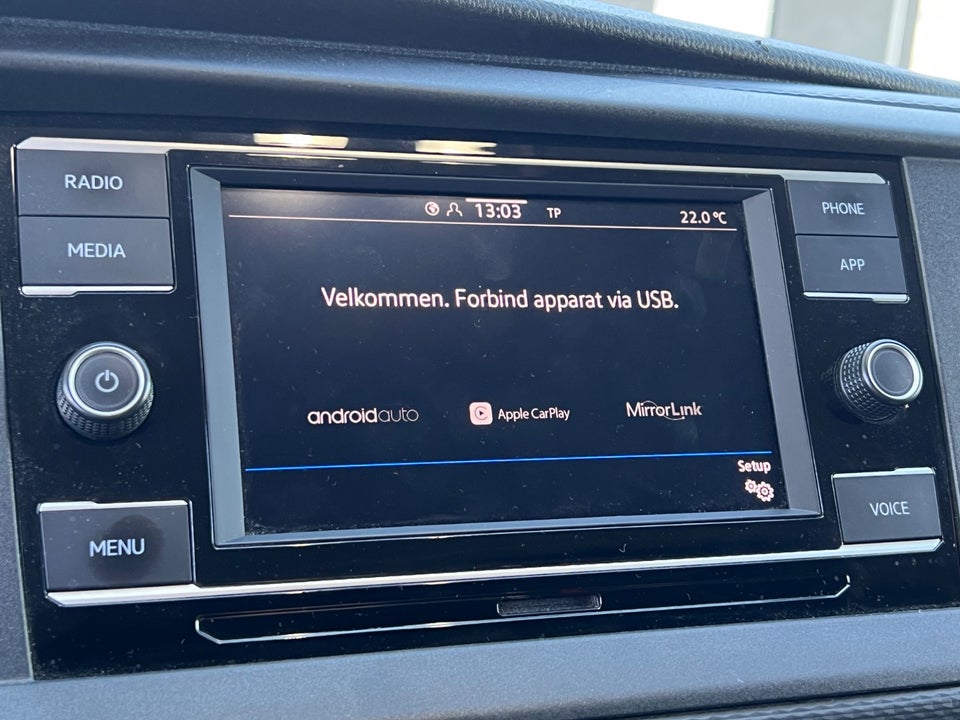 RADIO
MEDIA
MENU
13:03 TP 22.0°C
Velkommen. Forbind apparat via USB.
androidauto Apple CarPlay MirrorLink
Setup
PHONE
APP
VOICE